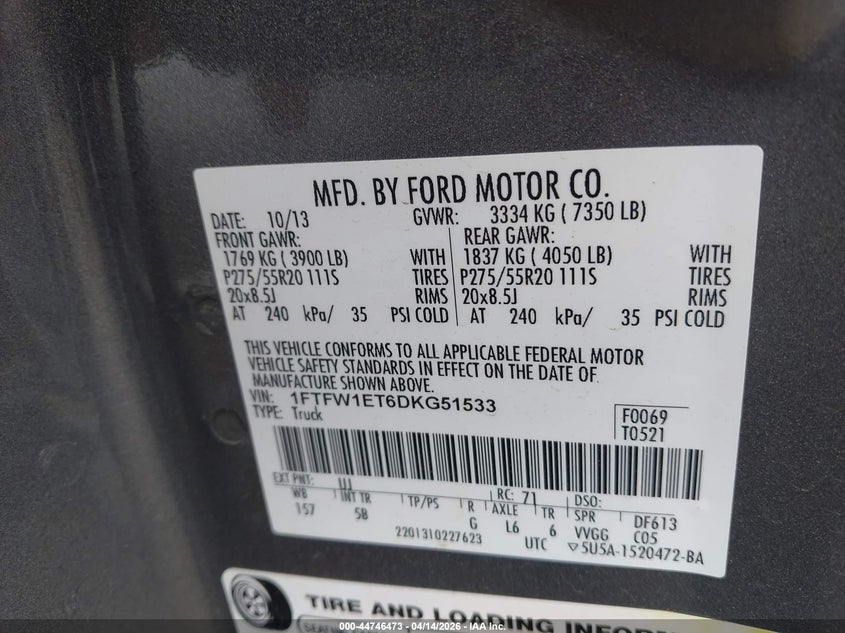 MFD. BY FORD MOTOR CO.
DATE: 10/13 GVWR: 3334 KG ( 7350 LB)
FRONT GAWR: REAR GAWR:
1769 KG ( 3900 LB) WITH 1837 KG ( 4050 LB) WITH
P275/55R20 111S TIRES P275/55R20 111S TIRES
20x8.5J RIMS 20x8.5J RIMS
AT 240 kPa/ 35 PSI COLD AT 240 kPa/ 35 PSI COLD
THIS VEHICLE CONFORMS TO ALL APPLICABLE FEDERAL MOTOR
VEHICLE SAFETY STANDARDS IN EFFECT ON THE DATE OF
MANUFACTURE SHOWN ABOVE.
VIN: 1FTFW1ET6DKG51533
TYPE: Truck
F0069
T0521
EXT PNT: UJ RC: 71 DSO:
WB INT TR TP/PS R AXLE TR SPR DF613
157 5B G L6 6 VVGG C05
2201310227623 UTC ▽5U5A-1520472-BA
TIRE AND LOADING
000-44746473 — 04/14/2026 — IAA Inc.